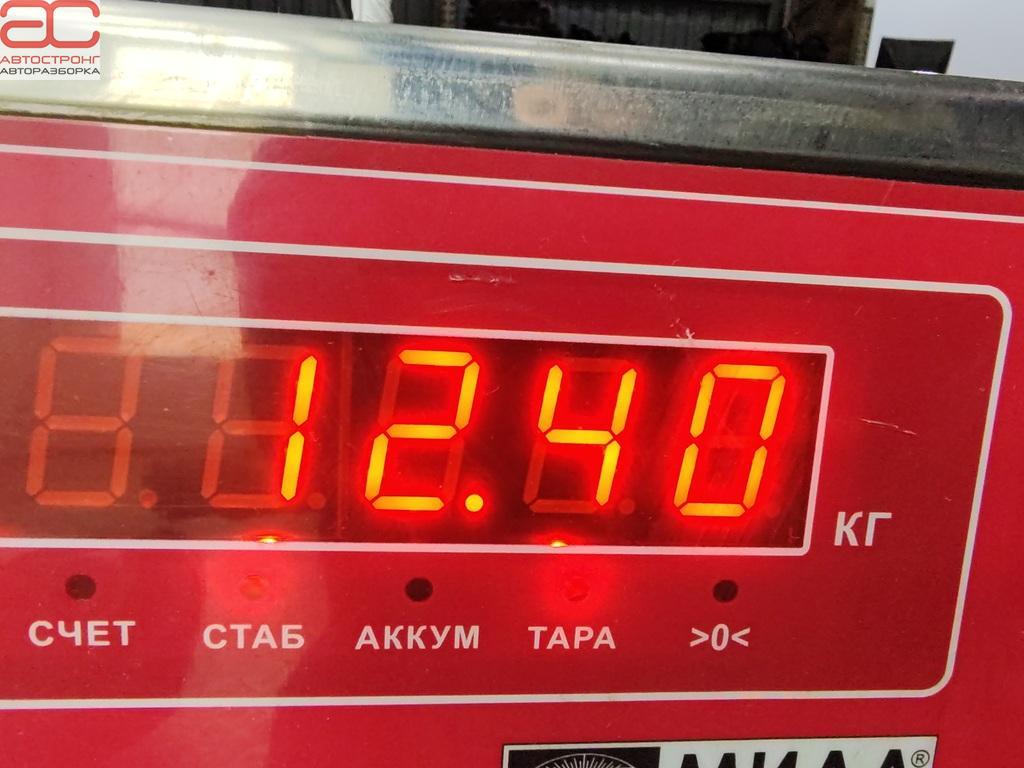 АС
АВТОСТРОНГ
АВТОРАЗБОРКА
12.40
КГ
СЧЕТ СТАБ АККУМ ТАРА >0<
®